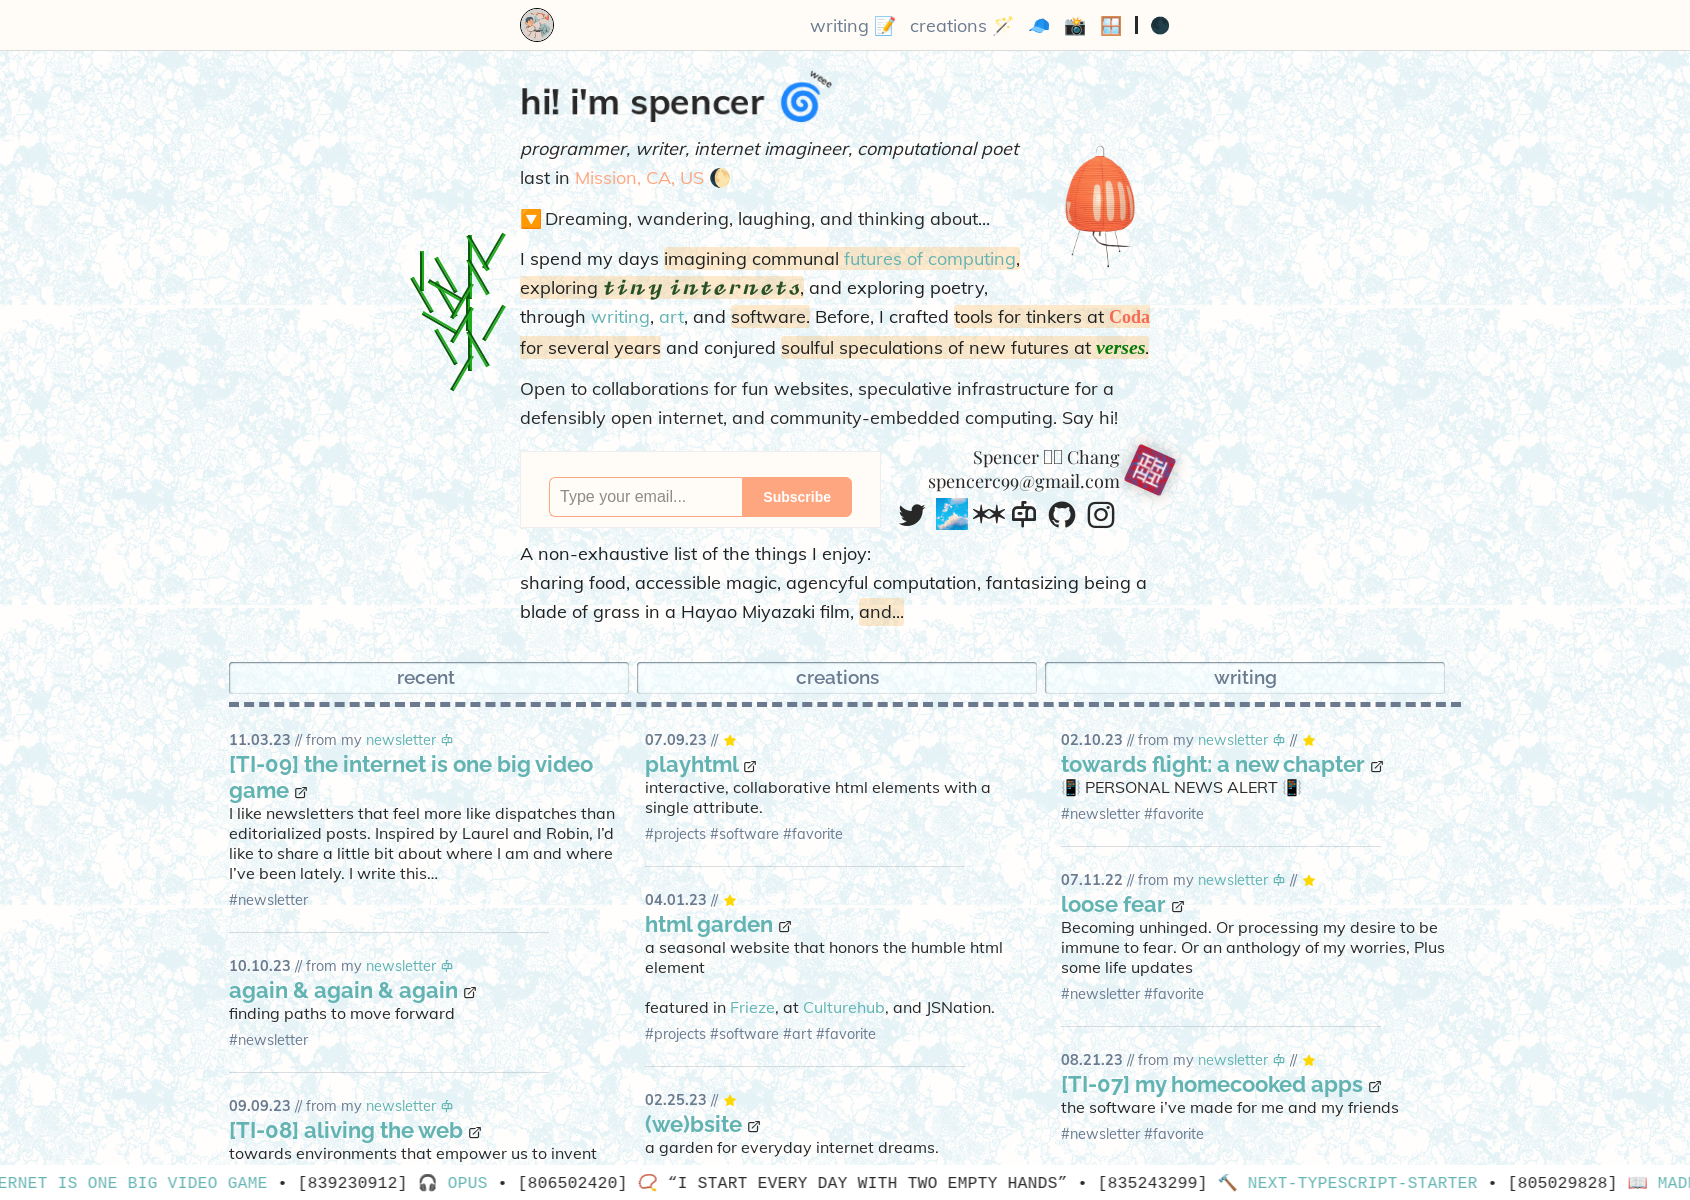 writing 📝 creations 🪄 🧢 📸 🪟 | 🌑
hi! i'm spencer 🌀 weee
programmer, writer, internet imagineer, computational poet
last in Mission, CA, US 🌔
🔽 Dreaming, wandering, laughing, and thinking about...
I spend my days imagining communal futures of computing,
exploring tiny internets, and exploring poetry,
through writing, art, and software. Before, I crafted tools for tinkers at Coda
for several years and conjured soulful speculations of new futures at verses.
Open to collaborations for fun websites, speculative infrastructure for a
defensibly open internet, and community-embedded computing. Say hi!
Type your email...
Subscribe
Spencer Chang
spencerc99@gmail.com
A non-exhaustive list of the things I enjoy:
sharing food, accessible magic, agencyful computation, fantasizing being a
blade of grass in a Hayao Miyazaki film, and...
recent
creations
writing
11.03.23 // from my newsletter
[TI-09] the internet is one big video
game
I like newsletters that feel more like dispatches than
editorialized posts. Inspired by Laurel and Robin, I'd
like to share a little bit about where I am and where
I've been lately. I write this...
#newsletter
10.10.23 // from my newsletter
again & again & again
finding paths to move forward
#newsletter
09.09.23 // from my newsletter
[TI-08] aliving the web
towards environments that empower us to invent
07.09.23 // ⭐
playhtml
interactive, collaborative html elements with a
single attribute.
#projects #software #favorite
04.01.23 // ⭐
html garden
a seasonal website that honors the humble html
element
featured in Frieze, at Culturehub, and JSNation.
#projects #software #art #favorite
02.25.23 // ⭐
(we)bsite
a garden for everyday internet dreams.
02.10.23 // from my newsletter // ⭐
towards flight: a new chapter
📳 PERSONAL NEWS ALERT 📳
#newsletter #favorite
07.11.22 // from my newsletter // ⭐
loose fear
Becoming unhinged. Or processing my desire to be
immune to fear. Or an anthology of my worries, Plus
some life updates
#newsletter #favorite
08.21.23 // from my newsletter // ⭐
[TI-07] my homecooked apps
the software i've made for me and my friends
#newsletter #favorite
ERNET IS ONE BIG VIDEO GAME • [839230912] 🎧 OPUS • [806502420] 📿 “I START EVERY DAY WITH TWO EMPTY HANDS” • [835243299] 🔨 NEXT-TYPESCRIPT-STARTER • [805029828] 📖 MAD